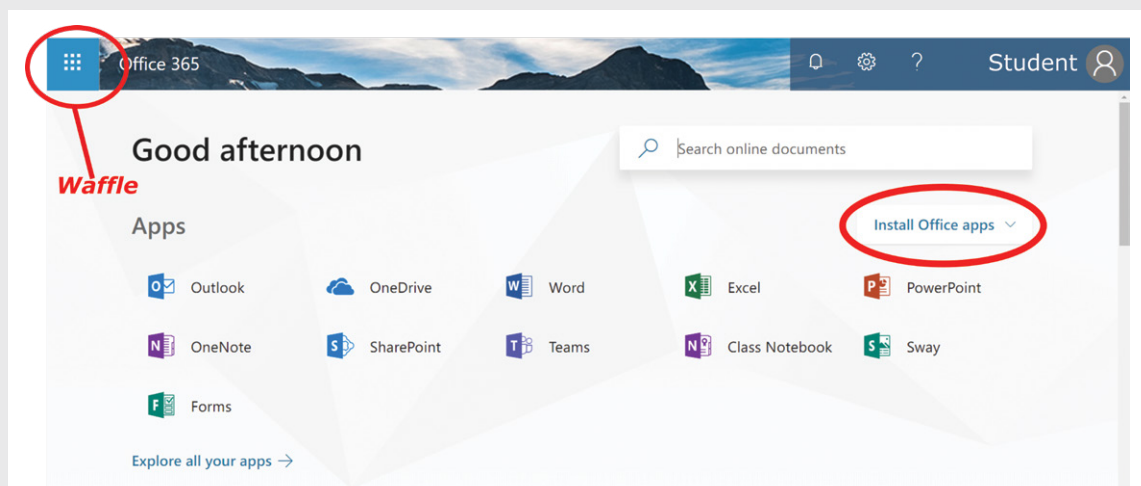 Office 365
Student
Good afternoon
Search online documents
Waffle
Apps
Install Office apps
Outlook
OneDrive
Word
Excel
PowerPoint
OneNote
SharePoint
Teams
Class Notebook
Sway
Forms
Explore all your apps →